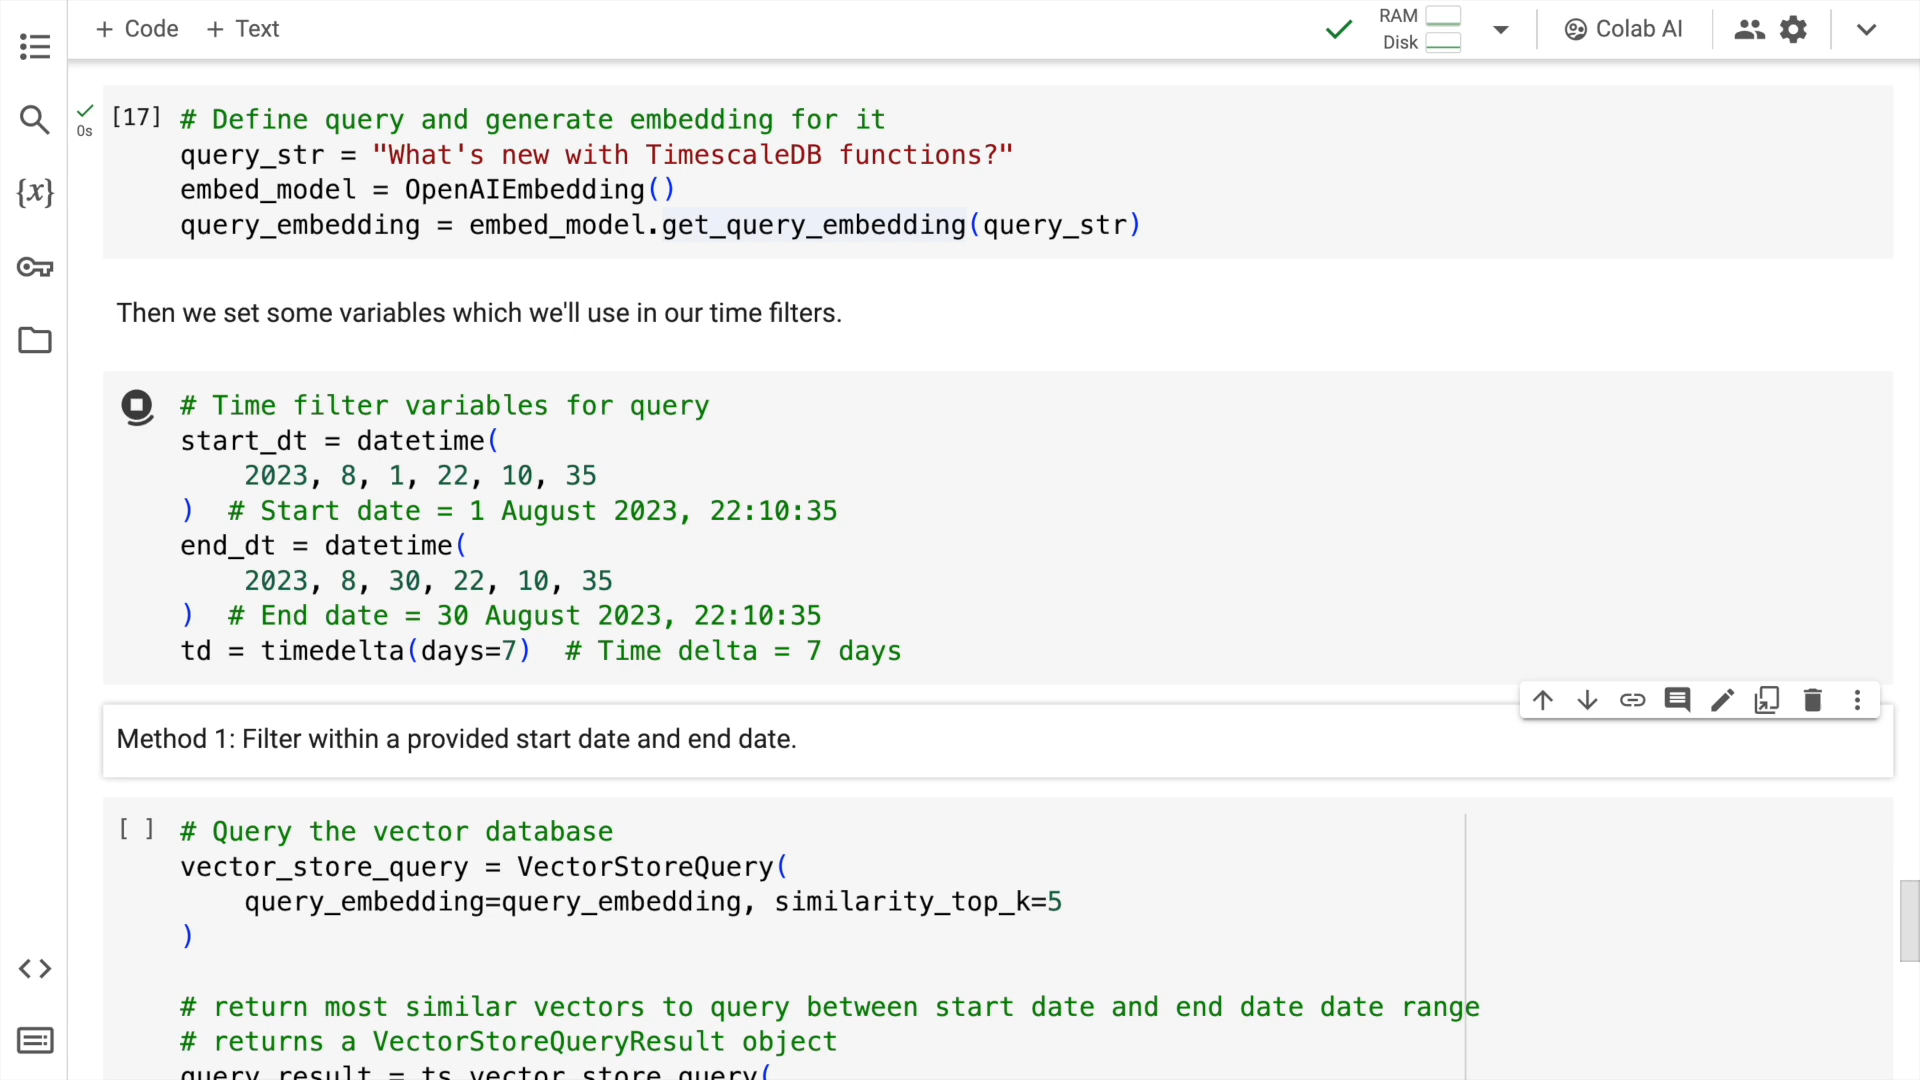 + Code + Text
RAM
Disk
Colab AI
{x}
0s
[17] # Define query and generate embedding for it
query_str = "What's new with TimescaleDB functions?"
embed_model = OpenAIEmbedding()
query_embedding = embed_model.get_query_embedding(query_str)
Then we set some variables which we'll use in our time filters.
# Time filter variables for query
start_dt = datetime(
2023, 8, 1, 22, 10, 35
) # Start date = 1 August 2023, 22:10:35
end_dt = datetime(
2023, 8, 30, 22, 10, 35
) # End date = 30 August 2023, 22:10:35
td = timedelta(days=7) # Time delta = 7 days
Method 1: Filter within a provided start date and end date.
[ ] # Query the vector database
vector_store_query = VectorStoreQuery(
query_embedding=query_embedding, similarity_top_k=5
)
# return most similar vectors to query between start date and end date date range
# returns a VectorStoreQueryResult object
query_result = ts_vector_store.query(